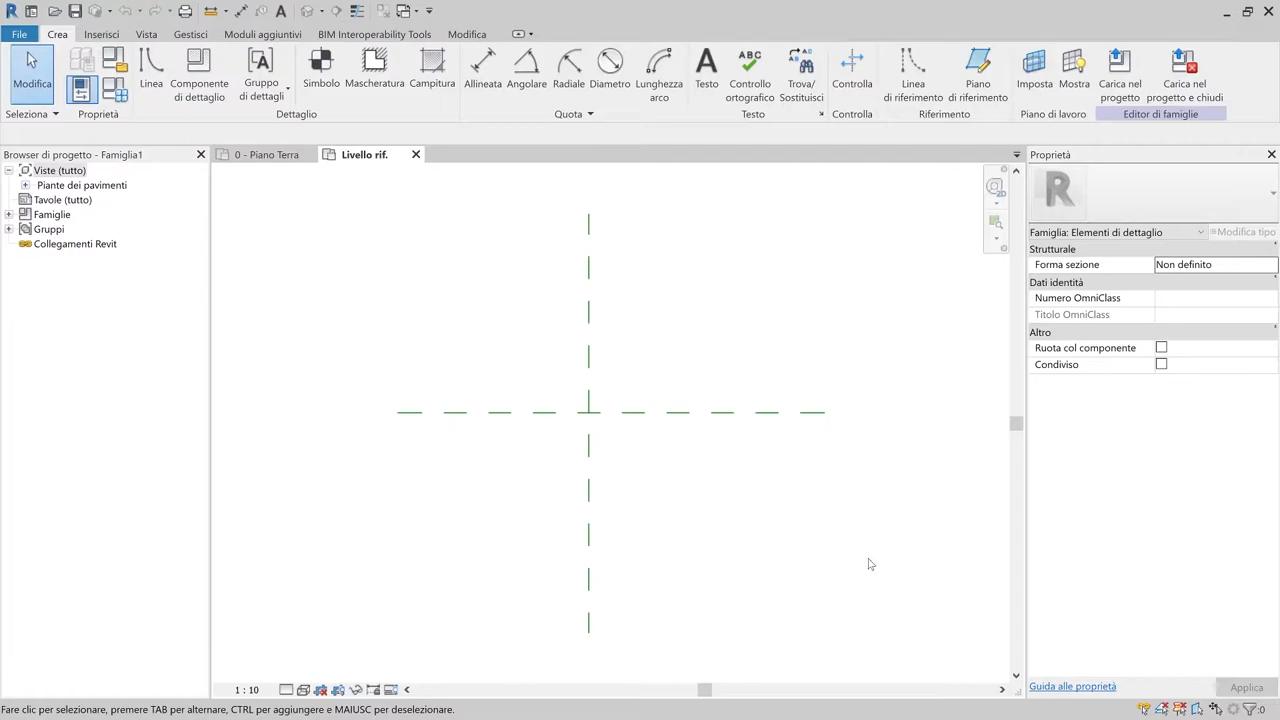 File
Crea
Inserisci
Vista
Gestisci
Moduli aggiuntivi
BIM Interoperability Tools
Modifica
Modifica
Linea
Componente
di dettaglio
Gruppo
di dettagli
Simbolo
Mascheratura
Campitura
Allineata
Angolare
Radiale
Diametro
Lunghezza
arco
Testo
ABC
Controllo
ortografico
Trova/
Sostituisci
Controlla
Linea
di riferimento
Piano
di riferimento
Imposta
Mostra
Carica nel
progetto
Carica nel
progetto e chiudi
Seleziona
Proprietà
Dettaglio
Quota
Testo
Controlla
Riferimento
Piano di lavoro
Editor di famiglie
Browser di progetto - Famiglia1
0 - Piano Terra
Livello rif.
Proprietà
Viste (tutto)
Piante dei pavimenti
Tavole (tutto)
Famiglie
Gruppi
Collegamenti Revit
2D
R
Famiglia: Elementi di dettaglio
Modifica tipo
Strutturale
Forma sezione
Non definito
Dati identità
Numero OmniClass
Titolo OmniClass
Altro
Ruota col componente
Condiviso
1 : 10
Guida alle proprietà
Applica
Fare clic per selezionare, premere TAB per alternare, CTRL per aggiungere e MAIUSC per deselezionare.
:0